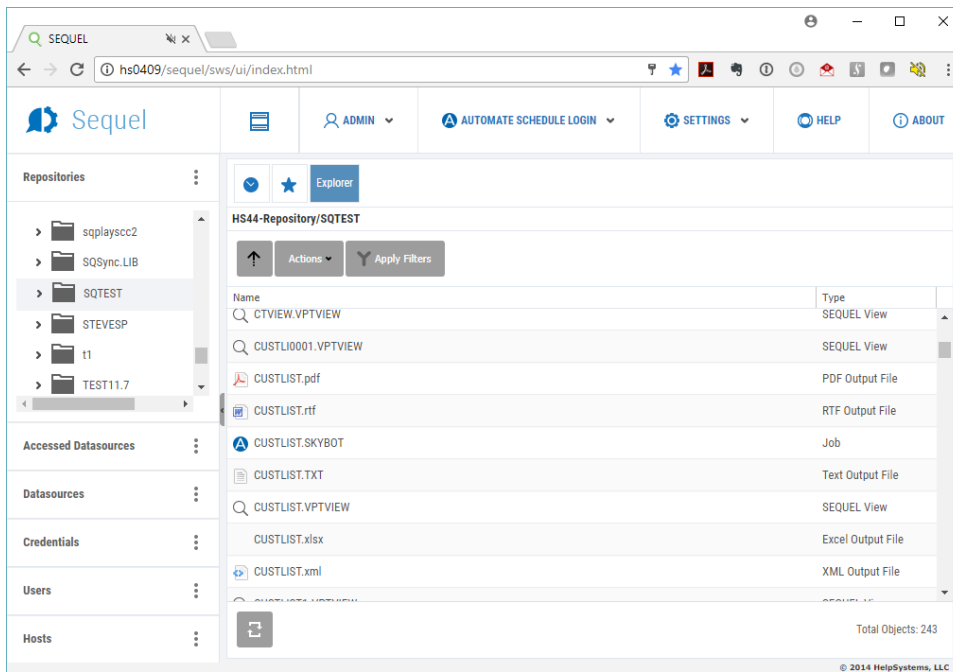 SEQUEL
hs0409/sequel/sws/ui/index.html
Sequel
ADMIN
AUTOMATE SCHEDULE LOGIN
SETTINGS
HELP
ABOUT
Repositories
sqplayscc2
SQSync.LIB
SQTEST
STEVESP
t1
TEST11.7
Accessed Datasources
Datasources
Credentials
Users
Hosts
Explorer
HS44-Repository/SQTEST
Actions
Apply Filters
Name Type
CTVIEW.VPTVIEW SEQUEL View
CUSTLI0001.VPTVIEW SEQUEL View
CUSTLIST.pdf PDF Output File
CUSTLIST.rtf RTF Output File
CUSTLIST.SKYBOT Job
CUSTLIST.TXT Text Output File
CUSTLIST.VPTVIEW SEQUEL View
CUSTLIST.xlsx Excel Output File
CUSTLIST.xml XML Output File
Total Objects: 243
© 2014 HelpSystems, LLC